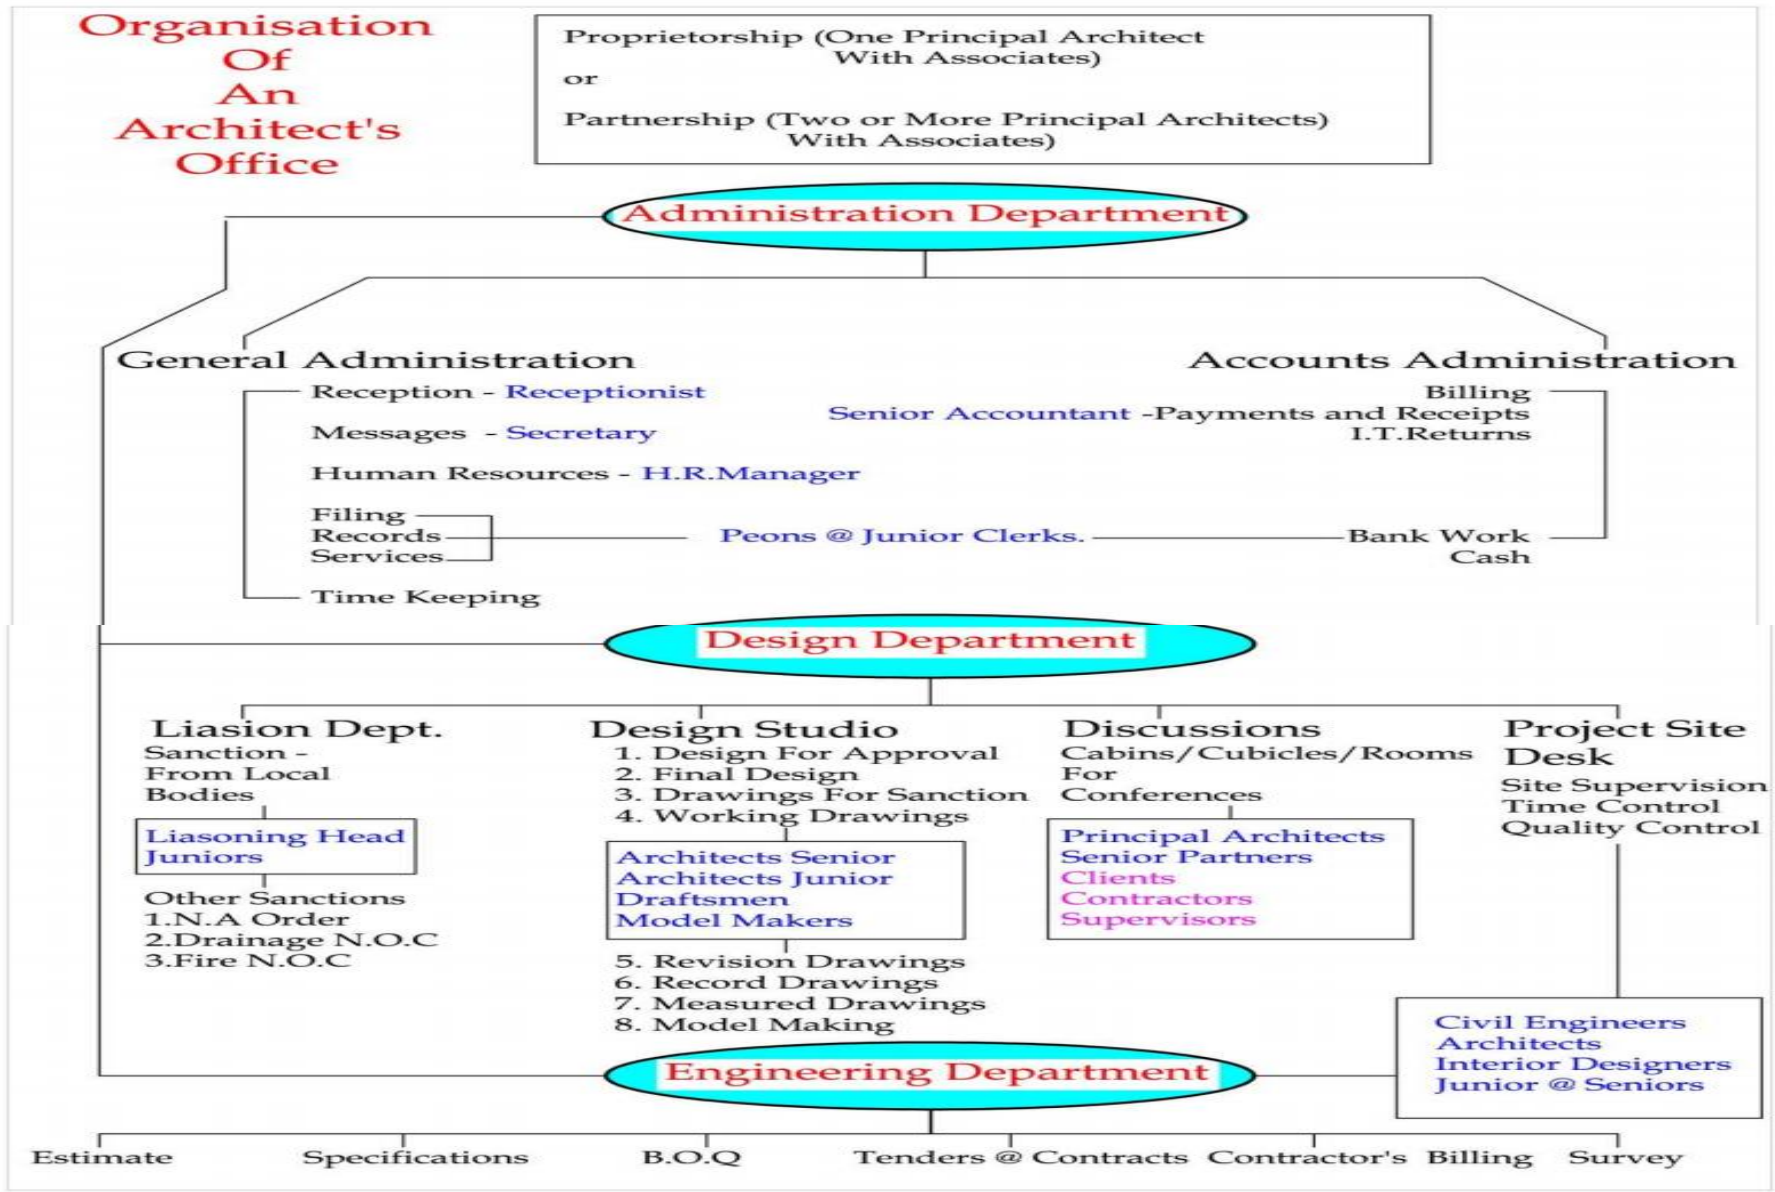 Organisation
Of
An
Architect's
Office
Proprietorship (One Principal Architect
With Associates)
or
Partnership (Two or More Principal Architects)
With Associates)
Administration Department
General Administration
Reception - Receptionist
Messages - Secretary
Human Resources - H.R.Manager
Filing
Records
Services
Time Keeping
Peons @ Junior Clerks.
Accounts Administration
Billing
Senior Accountant -Payments and Receipts
I.T.Returns
Bank Work
Cash
Design Department
Liasion Dept.
Sanction -
From Local
Bodies
Liasoning Head
Juniors
Other Sanctions
1.N.A Order
2.Drainage N.O.C
3.Fire N.O.C
Design Studio
1. Design For Approval
2. Final Design
3. Drawings For Sanction
4. Working Drawings
Architects Senior
Architects Junior
Draftsmen
Model Makers
5. Revision Drawings
6. Record Drawings
7. Measured Drawings
8. Model Making
Discussions
Cabins/Cubicles/Rooms
For
Conferences
Principal Architects
Senior Partners
Clients
Contractors
Supervisors
Project Site
Desk
Site Supervision
Time Control
Quality Control
Civil Engineers
Architects
Interior Designers
Junior @ Seniors
Engineering Department
Estimate
Specifications
B.O.Q
Tenders @ Contracts
Contractor's Billing
Survey